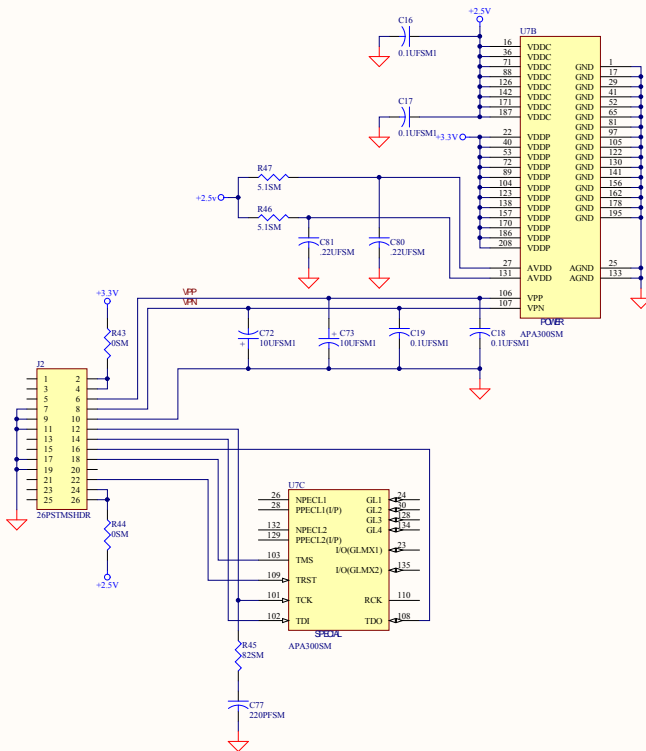 +2.5V
C16
0.1UFSM1
C17
0.1UFSM1
U7B
16 VDDC
36 VDDC
71 VDDC GND 1
88 VDDC GND 17
126 VDDC GND 29
142 VDDC GND 41
171 VDDC GND 52
187 VDDC GND 65
GND 81
+3.3V 22 VDDP GND 97
40 VDDP GND 105
53 VDDP GND 122
72 VDDP GND 130
89 VDDP GND 141
104 VDDP GND 156
123 VDDP GND 162
138 VDDP GND 178
157 VDDP GND 195
170 VDDP
186 VDDP
208 VDDP
27 AVDD AGND 25
131 AVDD AGND 133
106 VPP
107 VPN
POWER
APA300SM
R47
5.1SM
+2.5v
R46
5.1SM
C81
.22UFSM
C80
.22UFSM
VPP
VPN
+3.3V
R43
0SM
C72
10UFSM1
C73
10UFSM1
C19
0.1UFSM1
C18
0.1UFSM1
J2
1 2
3 4
5 6
7 8
9 10
11 12
13 14
15 16
17 18
19 20
21 22
23 24
25 26
26PSTMSHDR
R44
0SM
+2.5V
U7C
26 NPECL1 GL1 24
28 PPECL1(I/P) GL2 30
GL3 128
132 NPECL2 GL4 134
129 PPECL2(I/P)
I/O(GLMX1) 23
103 TMS
I/O(GLMX2) 135
109 TRST
101 TCK RCK 110
102 TDI TDO 108
SPECIAL
APA300SM
R45
82SM
C77
220PFSM